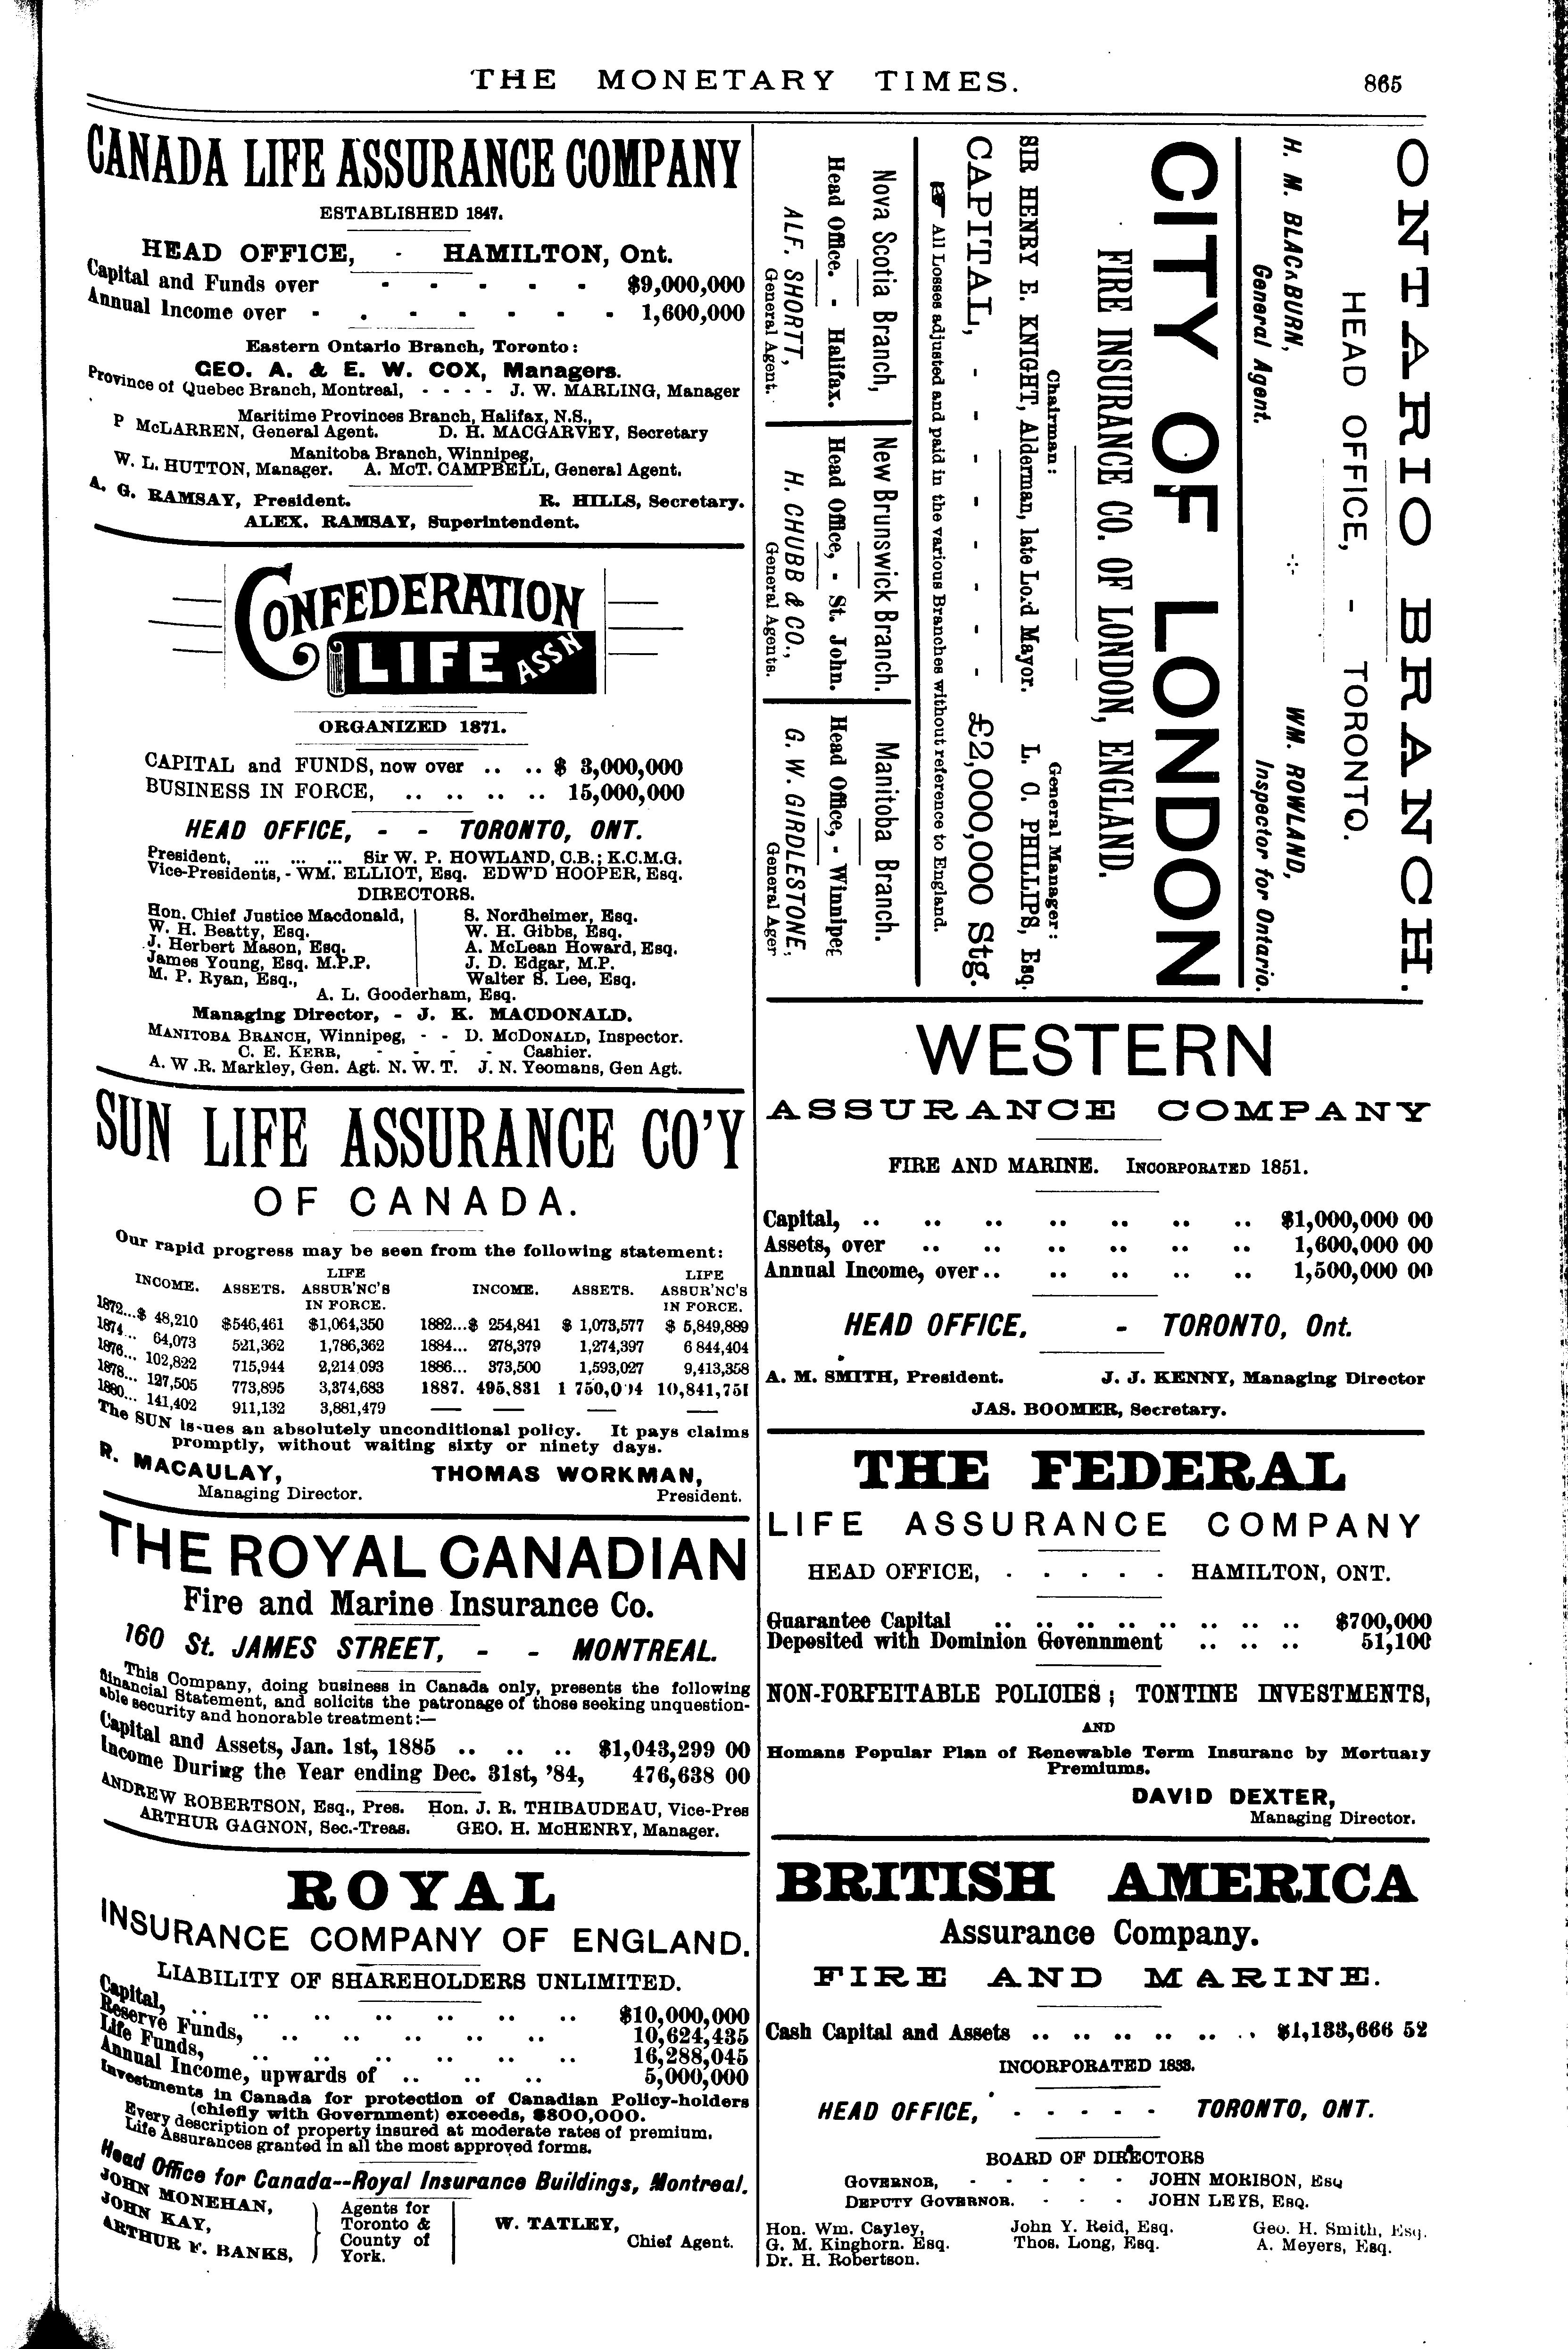 THE MONETARY TIMES.
865
CANADA LIFE ASSURANCE COMPANY
ESTABLISHED 1847.
HEAD OFFICE, - HAMILTON, Ont.
Capital and Funds over - - - - - $9,000,000
Annual Income over - . - - - - - 1,600,000
Eastern Ontario Branch, Toronto:
GEO. A. & E. W. COX, Managers.
Province of Quebec Branch, Montreal, - - - - J. W. MARLING, Manager
Maritime Provinces Branch, Halifax, N.S.,
P McLARREN, General Agent. D. H. MACGARVEY, Secretary
Manitoba Branch, Winnipeg,
W. L. HUTTON, Manager. A. McT. CAMPBELL, General Agent.
A. G. RAMSAY, President. R. HILLS, Secretary.
ALEX. RAMSAY, Superintendent.
CONFEDERATION
LIFE ASSN
ORGANIZED 1871.
CAPITAL and FUNDS, now over .. .. $ 3,000,000
BUSINESS IN FORCE, .. .. .. .. 15,000,000
HEAD OFFICE, - - TORONTO, ONT.
President, ... ... ... Sir W. P. HOWLAND, C.B.; K.C.M.G.
Vice-Presidents, - WM. ELLIOT, Esq. EDW'D HOOPER, Esq.
DIRECTORS.
Hon. Chief Justice Macdonald, S. Nordheimer, Esq.
W. H. Beatty, Esq. W. H. Gibbs, Esq.
J. Herbert Mason, Esq. A. McLean Howard, Esq.
James Young, Esq. M.P.P. J. D. Edgar, M.P.
M. P. Ryan, Esq., Walter S. Lee, Esq.
A. L. Gooderham, Esq.
Managing Director, - J. K. MACDONALD.
MANITOBA BRANCH, Winnipeg, - - D. McDONALD, Inspector.
C. E. KERR, - - - - Cashier.
A. W .R. Markley, Gen. Agt. N. W. T. J. N. Yeomans, Gen Agt.
SUN LIFE ASSURANCE CO'Y
OF CANADA.
Our rapid progress may be seen from the following statement:
INCOME. ASSETS. LIFE ASSUR'NC'S IN FORCE. INCOME. ASSETS. LIFE ASSUR'NC'S IN FORCE.
1872...$ 48,210 $546,461 $1,064,350 1882...$ 254,841 $ 1,073,577 $ 5,849,889
1874... 64,073 521,362 1,786,362 1884... 278,379 1,274,397 6 844,404
1876... 102,822 715,944 2,214 093 1886... 373,500 1,593,027 9,413,358
1878... 127,505 773,895 3,374,683 1887. 495,831 10,841,751
1880... 141,402 911,132 3,881,479 — — — —
The SUN issues an absolutely unconditional policy. It pays claims
promptly, without waiting sixty or ninety days.
R. MACAULAY, THOMAS WORKMAN,
Managing Director. President.
THE ROYAL CANADIAN
Fire and Marine Insurance Co.
160 St. JAMES STREET, - - MONTREAL.
This Company, doing business in Canada only, presents the following
financial Statement, and solicits the patronage of those seeking unquestion-
able security and honorable treatment:—
Capital and Assets, Jan. 1st, 1885 .. .. .. $1,043,299 00
Income During the Year ending Dec. 31st, '84, 476,638 00
ANDREW ROBERTSON, Esq., Pres. Hon. J. R. THIBAUDEAU, Vice-Pres
ARTHUR GAGNON, Sec.-Treas. GEO. H. McHENRY, Manager.
ROYAL
INSURANCE COMPANY OF ENGLAND.
LIABILITY OF SHAREHOLDERS UNLIMITED.
Capital, .. .. .. .. .. .. .. $10,000,000
Reserve Funds, .. .. .. .. .. 10,624,435
Life Funds, .. .. .. .. .. .. 16,288,045
Annual Income, upwards of .. .. .. 5,000,000
Investments in Canada for protection of Canadian Policy-holders
(chiefly with Government) exceeds, $800,000.
Every description of property insured at moderate rates of premium.
Life Assurances granted in all the most approved forms.
Head Office for Canada--Royal Insurance Buildings, Montreal.
JOHN MONEHAN,
JOHN KAY,
ARTHUR F. BANKS,
Agents for
Toronto &
County of
York.
W. TATLEY,
Chief Agent.
ONTARIO BRANCH.
HEAD OFFICE, - TORONTO.
H. M. BLACKBURN, WM. ROWLAND,
General Agent. Inspector for Ontario.
CITY OF LONDON
FIRE INSURANCE CO. OF LONDON, ENGLAND.
Chairman: General Manager:
SIR HENRY E. KNIGHT, Alderman, late Lord Mayor. L. C. PHILLIPS, Esq.
CAPITAL, - - - - - - - - £2,000,000 Stg.
☞ All Losses adjusted and paid in the various Branches without reference to England.
Nova Scotia Branch,
Head Office. - Halifax.
ALF. SHORTT,
General Agent.
New Brunswick Branch.
Head Office, - St. John.
H. CHUBB & CO.,
General Agents.
Manitoba Branch.
Head Office, - Winnipeg
G. W. GIRDLESTONE,
General Agen
WESTERN
ASSURANCE COMPANY
FIRE AND MARINE. INCORPORATED 1851.
Capital, .. .. .. .. .. .. .. $1,000,000 00
Assets, over .. .. .. .. .. .. 1,600,000 00
Annual Income, over.. .. .. .. .. 1,500,000 00
HEAD OFFICE, - TORONTO, Ont.
A. M. SMITH, President. J. J. KENNY, Managing Director
JAS. BOOMER, Secretary.
THE FEDERAL
LIFE ASSURANCE COMPANY
HEAD OFFICE, - - - - - HAMILTON, ONT.
Guarantee Capital .. .. .. .. .. .. .. .. $700,000
Deposited with Dominion Govennment .. .. .. 51,100
NON-FORFEITABLE POLICIES; TONTINE INVESTMENTS,
AND
Homans Popular Plan of Renewable Term Insuranc by Mortuary
Premiums.
DAVID DEXTER,
Managing Director.
BRITISH AMERICA
Assurance Company.
FIRE AND MARINE.
Cash Capital and Assets .. .. .. .. .. .. $1,133,666 52
INCORPORATED 1833.
HEAD OFFICE, - - - - - TORONTO, ONT.
BOARD OF DIRECTORS
GOVERNOR, - - - - - JOHN MORISON, ESQ
DEPUTY GOVERNOR. - - - JOHN LEYS, ESQ.
Hon. Wm. Cayley, John Y. Reid, Esq. Geo. H. Smith, Esq.
G. M. Kinghorn. Esq. Thos. Long, Esq. A. Meyers, Esq.
Dr. H. Robertson.